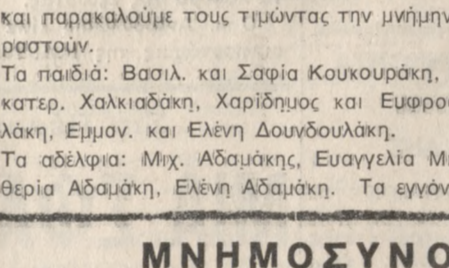 και παρακαλούμε τους τιμώντας την μνήμην
ραστούν.
Τα παιδιά: Βασιλ. και Σαφία Κουκουράκη,
κατερ. Χαλκιαδάκη, Χαρίδημος και Ευφρο
λάκη, Εμμαν. και Ελένη Δουνδουλάκη.
Τα αδέλφια: Μιχ. Αδαμάκης, Ευαγγελία Μ
θερία Αδαμάκη, Ελένη Αδαμάκη. Τα εγγόν
ΜΝΗΜΟΣΥΝΟ